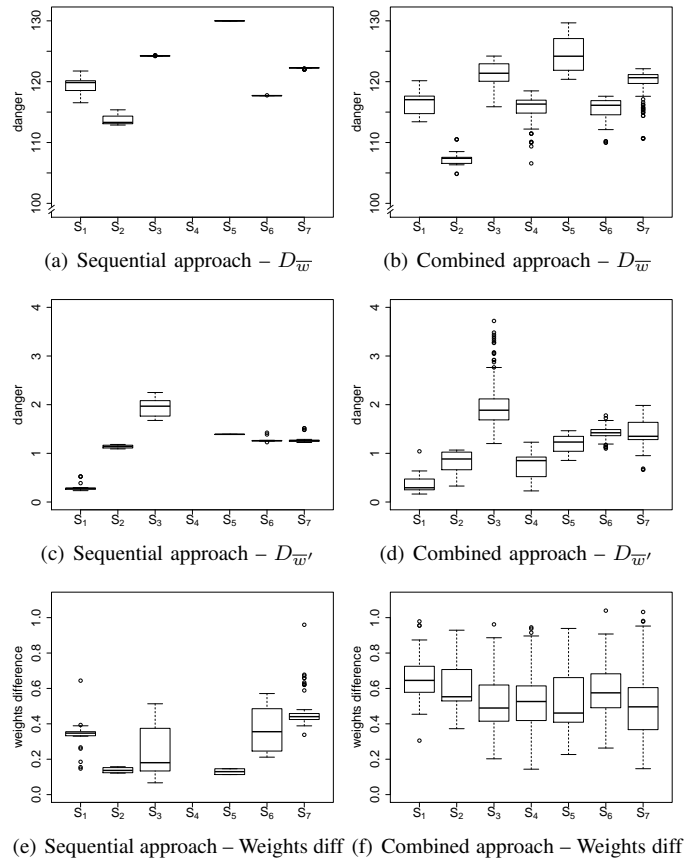 danger
100 110 120 130
S1 S2 S3 S4 S5 S6 S7
(a) Sequential approach – D_w̅
danger
100 110 120 130
S1 S2 S3 S4 S5 S6 S7
(b) Combined approach – D_w̅
danger
0 1 2 3 4
S1 S2 S3 S4 S5 S6 S7
(c) Sequential approach – D_w̅′
danger
0 1 2 3 4
S1 S2 S3 S4 S5 S6 S7
(d) Combined approach – D_w̅′
weights difference
0.0 0.2 0.4 0.6 0.8 1.0
S1 S2 S3 S4 S5 S6 S7
(e) Sequential approach – Weights diff
weights difference
0.0 0.2 0.4 0.6 0.8 1.0
S1 S2 S3 S4 S5 S6 S7
(f) Combined approach – Weights diff